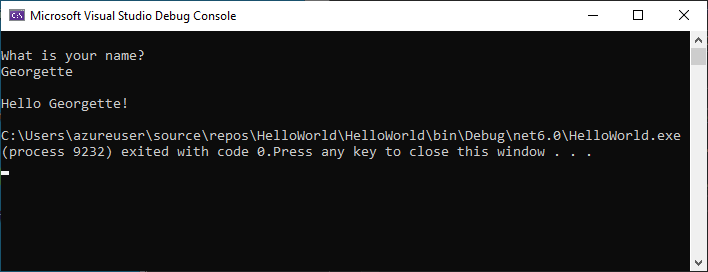 Microsoft Visual Studio Debug Console
What is your name?
Georgette
Hello Georgette!
C:\Users\azureuser\source\repos\HelloWorld\HelloWorld\bin\Debug\net6.0\HelloWorld.exe
(process 9232) exited with code 0.Press any key to close this window . . .